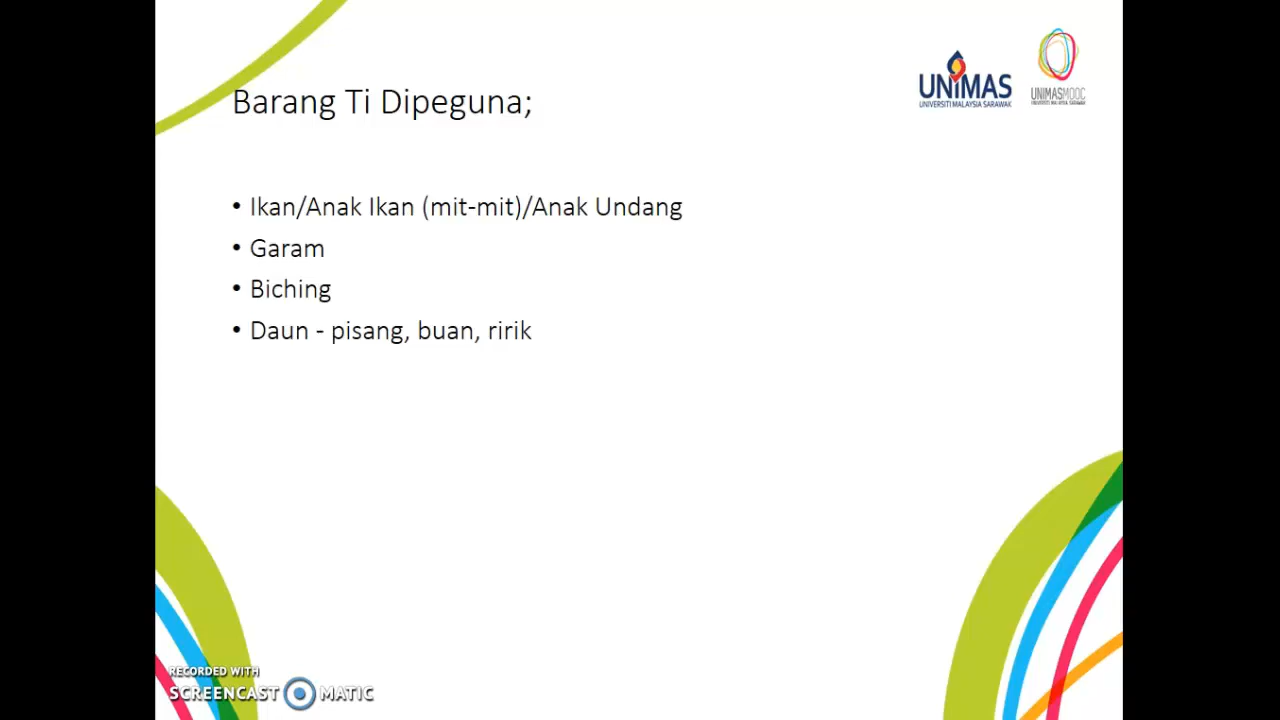 Barang Ti Dipeguna;
UNIMAS
UNIVERSITI MALAYSIA SARAWAK
UNIMASMOOC
UNIVERSITI MALAYSIA SARAWAK
• Ikan/Anak Ikan (mit-mit)/Anak Undang
• Garam
• Biching
• Daun - pisang, buan, ririk
RECORDED WITH
SCREENCAST MATIC